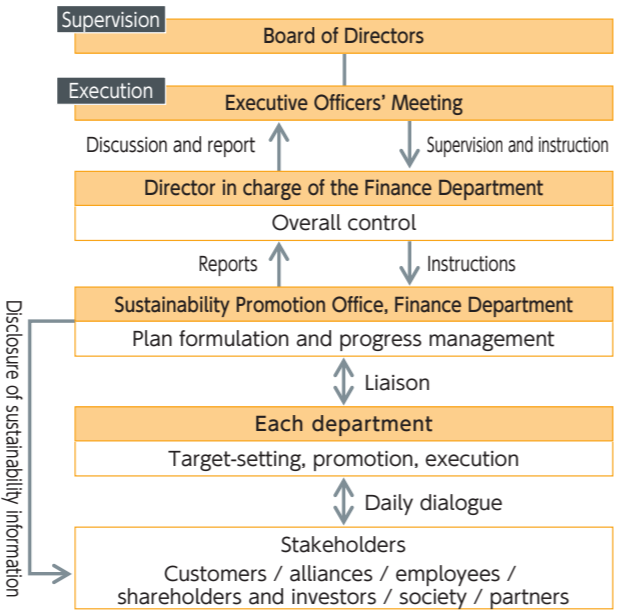 Supervision
Board of Directors
Execution
Executive Officers’ Meeting
Discussion and report
Supervision and instruction
Director in charge of the Finance Department
Overall control
Reports
Instructions
Sustainability Promotion Office, Finance Department
Plan formulation and progress management
Liaison
Each department
Target-setting, promotion, execution
Daily dialogue
Disclosure of sustainability information
Stakeholders
Customers / alliances / employees /
shareholders and investors / society / partners